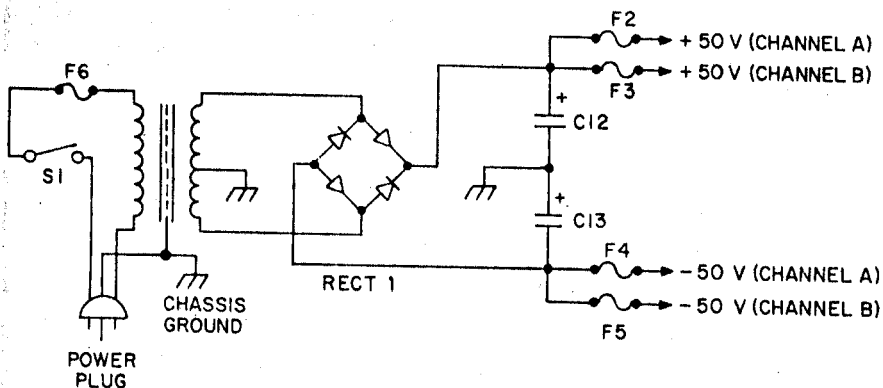 F2
+ 50 V (CHANNEL A)
F6
+ 50 V (CHANNEL B)
F3
+
C12
S1
+
C13
F4
- 50 V (CHANNEL A)
RECT 1
CHASSIS
GROUND
- 50 V (CHANNEL B)
F5
POWER
PLUG